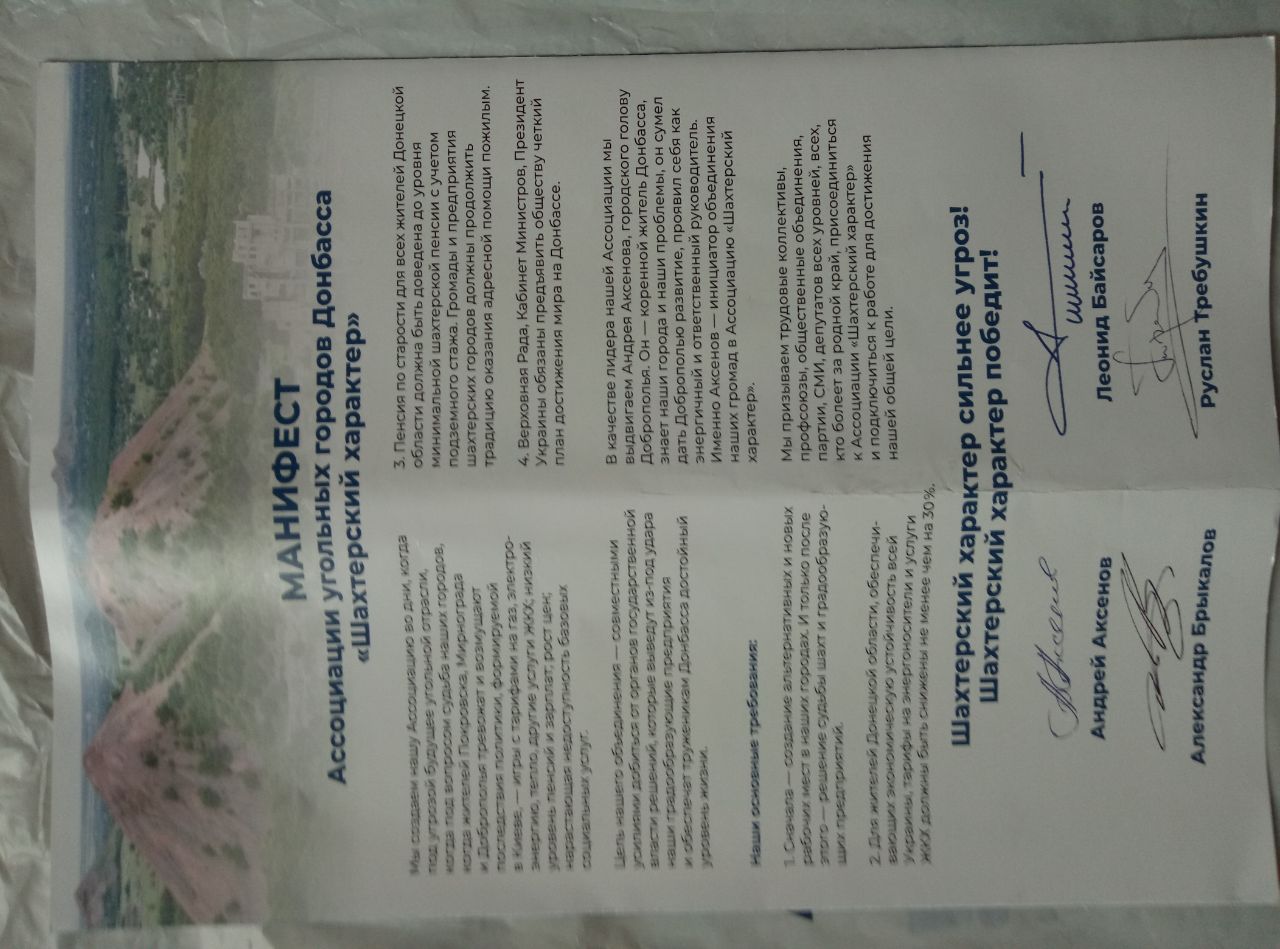 МАНИФЕСТ
Ассоциации угольных городов Донбасса
«Шахтерский характер»
Мы создаем нашу Ассоциацию во дни, когда
под угрозой будущее угольной отрасли,
когда под вопросом судьба наших городов,
когда жителей Покровска, Мирнограда
и Доброполья тревожат и возмущают
последствия политики, формируемой
в Киеве, — игры с тарифами на газ, электро-
энергию, тепло, другие услуги ЖКХ; низкий
уровень пенсий и зарплат; рост цен;
нарастающая недоступность базовых
социальных услуг.
Цель нашего объединения — совместными
усилиями добиться от органов государственной
власти решений, которые выведут из-под удара
наши градообразующие предприятия
и обеспечат труженикам Донбасса достойный
уровень жизни.
Наши основные требования:
1. Сначала — создание альтернативных и новых
рабочих мест в наших городах. И только после
этого — решение судьбы шахт и градообразую-
щих предприятий.
2. Для жителей Донецкой области, обеспечи-
вающих экономическую устойчивость всей
Украины, тарифы на энергоносители и услуги
ЖКХ должны быть снижены не менее чем на 30%.
3. Пенсия по старости для всех жителей Донецкой
области должна быть доведена до уровня
минимальной шахтерской пенсии с учетом
подземного стажа. Громады и предприятия
шахтерских городов должны продолжить
традицию оказания адресной помощи пожилым.
4. Верховная Рада, Кабинет Министров, Президент
Украины обязаны предъявить обществу четкий
план достижения мира на Донбассе.
В качестве лидера нашей Ассоциации мы
выдвигаем Андрея Аксенова, городского голову
Доброполья. Он — коренной житель Донбасса,
знает наши города и наши проблемы, он сумел
дать Доброполью развитие, проявил себя как
энергичный и ответственный руководитель.
Именно Аксенов — инициатор объединения
наших громад в Ассоциацию «Шахтерский
характер».
Мы призываем трудовые коллективы,
профсоюзы, общественные объединения,
партии, СМИ, депутатов всех уровней, всех,
кто болеет за родной край, присоединиться
к Ассоциации «Шахтерский характер»
и подключиться к работе для достижения
нашей общей цели.
Шахтерский характер сильнее угроз!
Шахтерский характер победит!
Андрей Аксенов
Леонид Байсаров
Александр Брыкалов
Руслан Требушкин